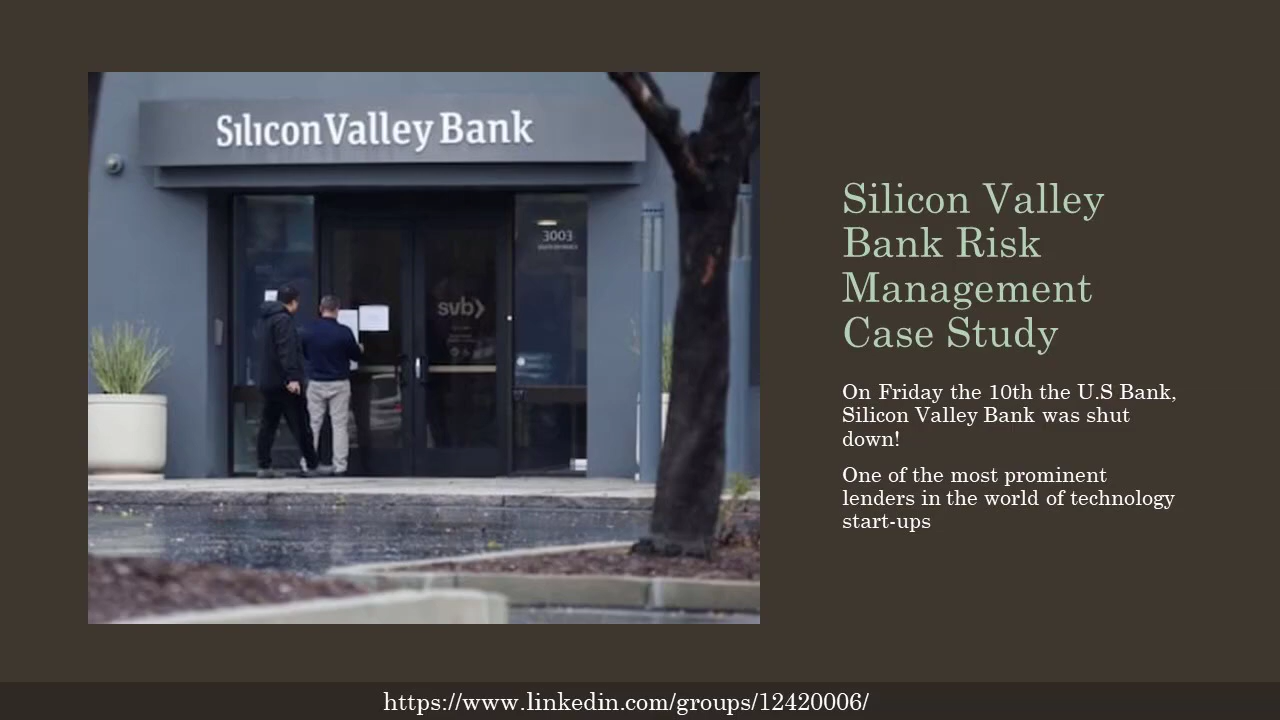 Silicon Valley Bank
3003
svb
Silicon Valley
Bank Risk
Management
Case Study
On Friday the 10th the U.S Bank,
Silicon Valley Bank was shut
down!
One of the most prominent
lenders in the world of technology
start-ups
https://www.linkedin.com/groups/12420006/